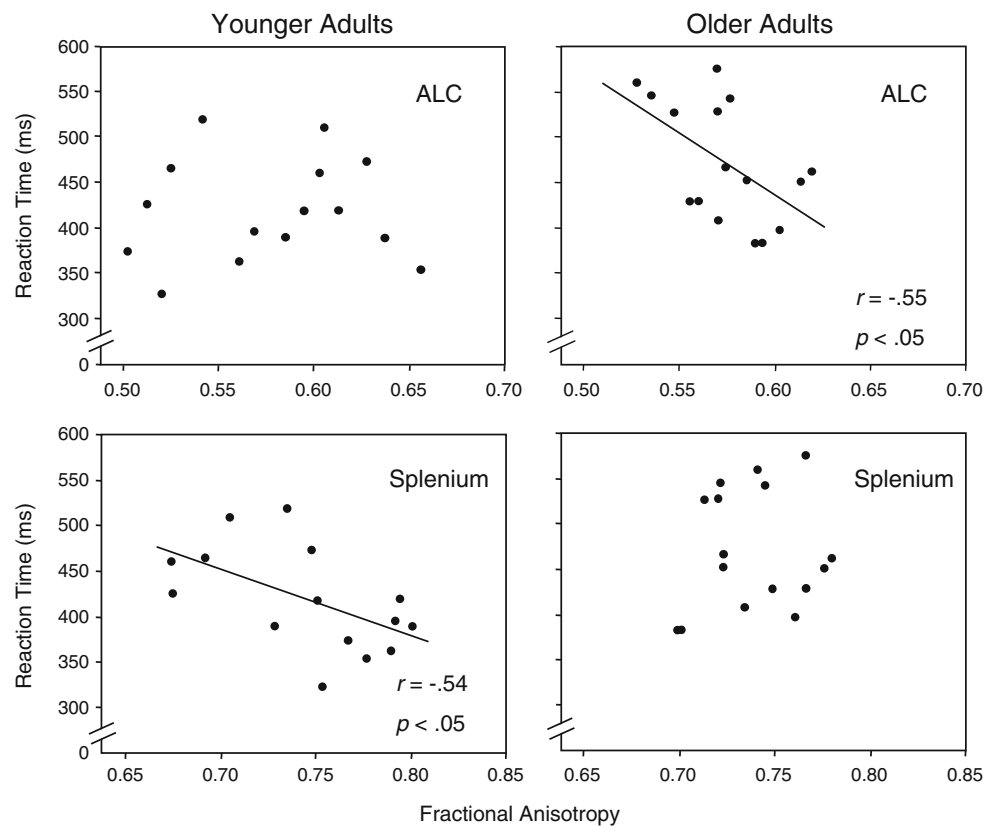 Younger Adults
Older Adults
Reaction Time (ms)
600
550
500
450
400
350
300
0
ALC
0.50 0.55 0.60 0.65 0.70
ALC
r = -.55
p < .05
0.50 0.55 0.60 0.65 0.70
Reaction Time (ms)
600
550
500
450
400
350
300
0
Splenium
r = -.54
p < .05
0.65 0.70 0.75 0.80 0.85
Splenium
0.65 0.70 0.75 0.80 0.85
Fractional Anisotropy